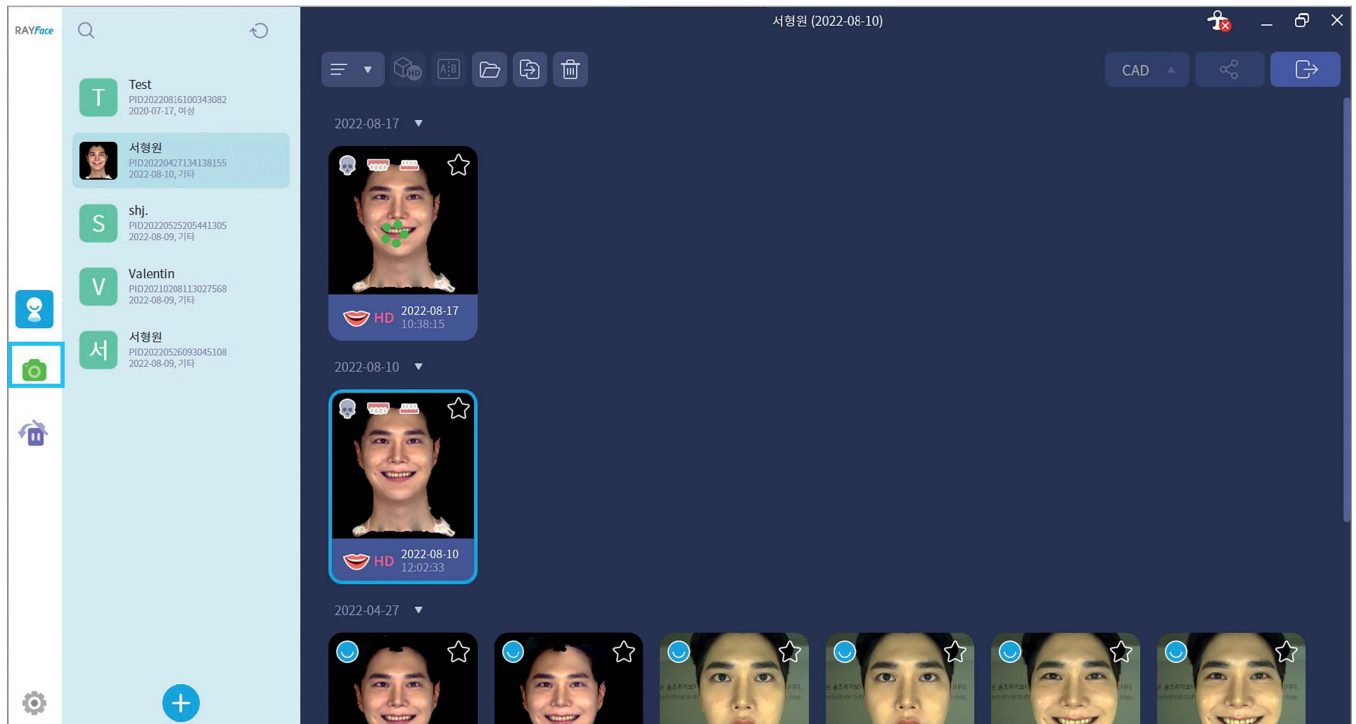 RAYFace
서형원 (2022-08-10)
Test
PID20220816100343082
2020-07-17, 여성
서형원
PID20220427134138155
2022-08-10, 기타
shj.
PID20220525205441305
2022-08-09, 기타
Valentin
PID20210208113027568
2022-08-09, 기타
서형원
PID20220526093045108
2022-08-09, 기타
T
S
V
서
HD
A B
CAD
2022-08-17
HD
2022-08-17
10:38:15
2022-08-10
HD
2022-08-10
12:02:33
2022-04-27